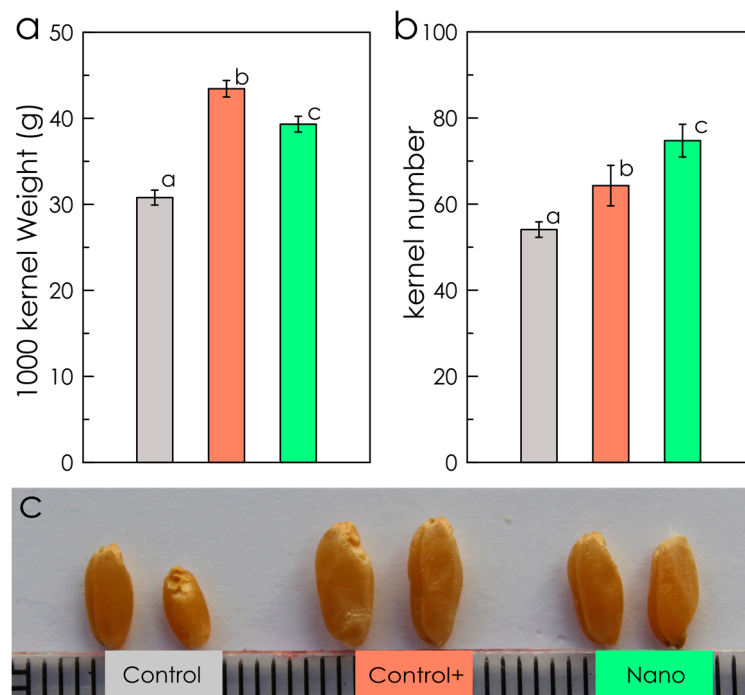 a
1000 kernel Weight (g)
50
40
30
20
10
0
a
b
c
b
kernel number
100
80
60
40
20
0
a
b
c
c
Control
Control+
Nano